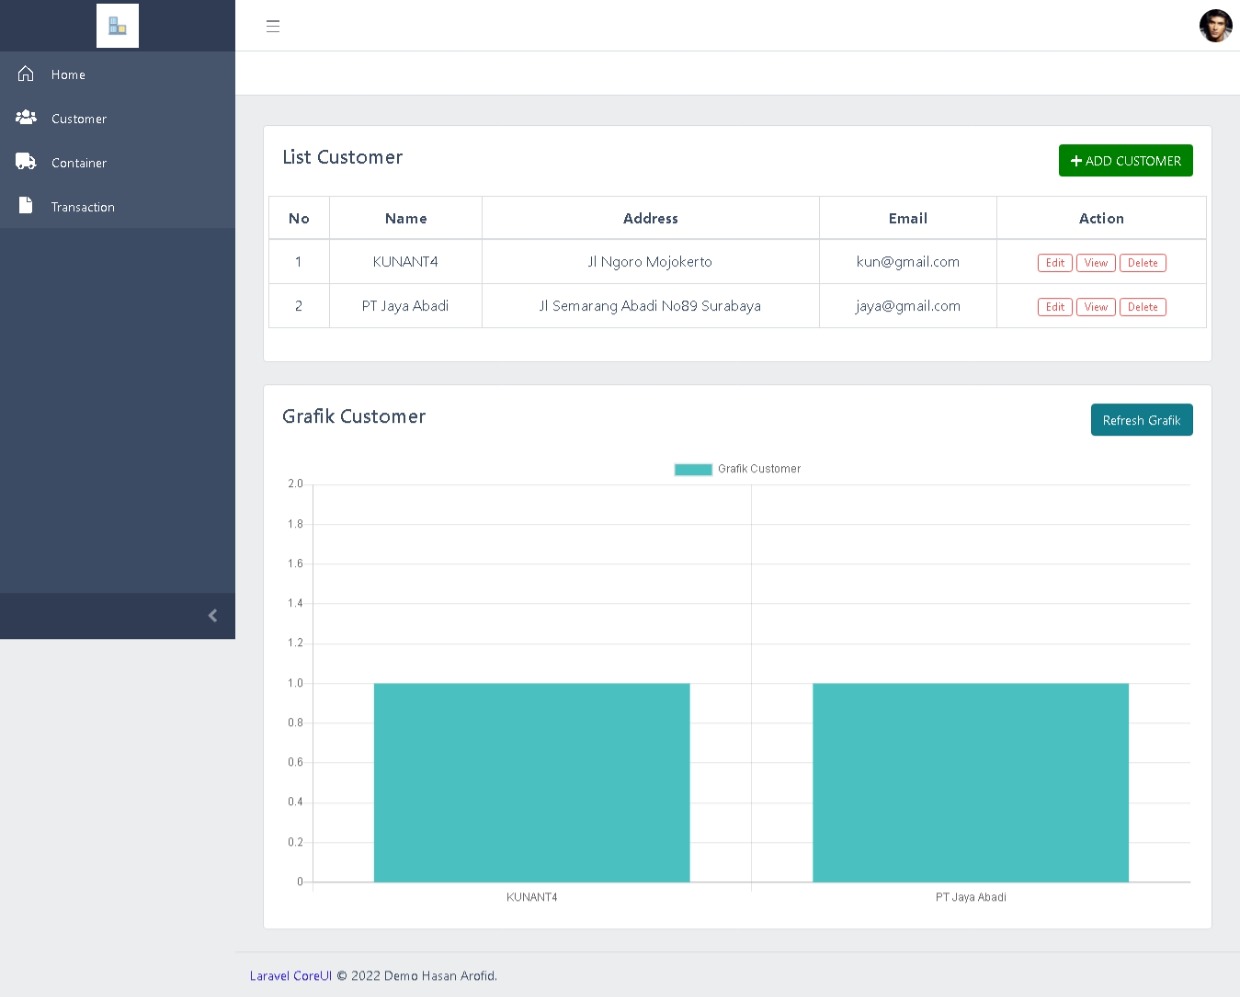 Home
Customer
Container
Transaction
List Customer
+ ADD CUSTOMER
No Name Address Email Action
1 KUNANT4 Jl Ngoro Mojokerto kun@gmail.com Edit View Delete
2 PT Jaya Abadi Jl Semarang Abadi No89 Surabaya jaya@gmail.com Edit View Delete
Grafik Customer
Refresh Grafik
Grafik Customer
2.0
1.8
1.6
1.4
1.2
1.0
0.8
0.6
0.4
0.2
0
KUNANT4 PT Jaya Abadi
Laravel CoreUI © 2022 Demo Hasan Arofid.